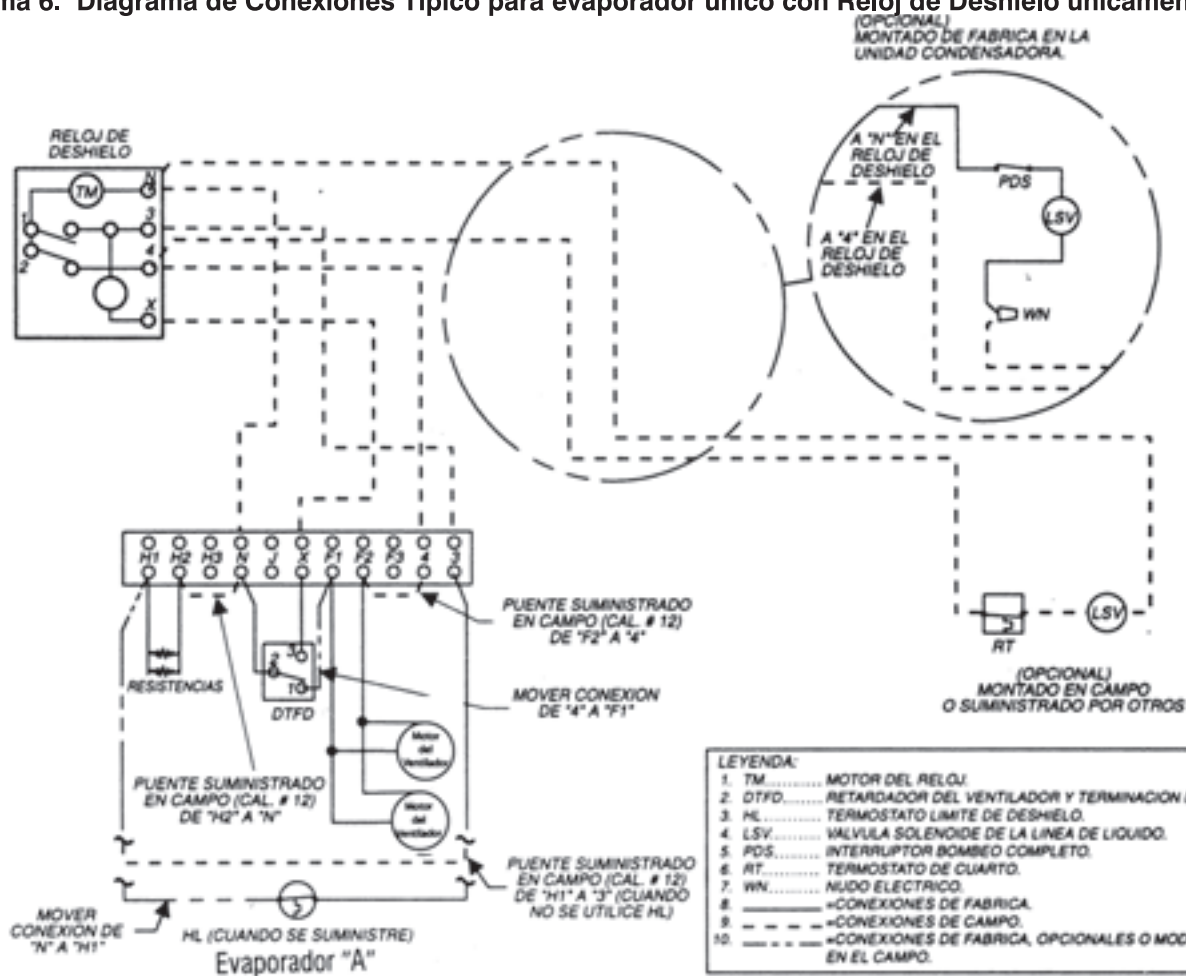 ma 6. Diagrama de Conexiones Típico para evaporador único con Reloj de Deshielo únicamen
(OPCIONAL)
MONTADO DE FABRICA EN LA
UNIDAD CONDENSADORA.
RELOJ DE
DESHIELO
TM
N
1
3
2
4
X
A "N" EN EL
RELOJ DE
DESHIELO
PDS
LSV
A "4" EN EL
RELOJ DE
DESHIELO
WN
H1 H2 H3 N J X F1 F2 F3 4 3
PUENTE SUMINISTRADO
EN CAMPO (CAL. # 12)
DE "F2" A "4"
RT
LSV
(OPCIONAL)
MONTADO EN CAMPO
O SUMINISTRADO POR OTROS
RESISTENCIAS
2
3
1
DTFD
MOVER CONEXION
DE "4" A "F1"
Motor
del
Ventilador
PUENTE SUMINISTRADO
EN CAMPO (CAL. # 12)
DE "H2" A "N"
Motor
del
Ventilador
PUENTE SUMINISTRADO
EN CAMPO (CAL. # 12)
DE "H1" A "3" (CUANDO
NO SE UTILICE HL)
MOVER
CONEXION DE
"N" A "H1"
HL (CUANDO SE SUMINISTRE)
Evaporador "A"
LEYENDA:
1. TM............ MOTOR DEL RELOJ.
2. DTFD........ RETARDADOR DEL VENTILADOR Y TERMINACION
3. HL............ TERMOSTATO LIMITE DE DESHIELO.
4. LSV.......... VALVULA SOLENOIDE DE LA LINEA DE LIQUIDO.
5. PDS......... INTERRUPTOR BOMBEO COMPLETO.
6. RT............ TERMOSTATO DE CUARTO.
7. WN........... NUDO ELECTRICO.
8. =CONEXIONES DE FABRICA.
9. =CONEXIONES DE CAMPO.
10. =CONEXIONES DE FABRICA, OPCIONALES O MOD
EN EL CAMPO.